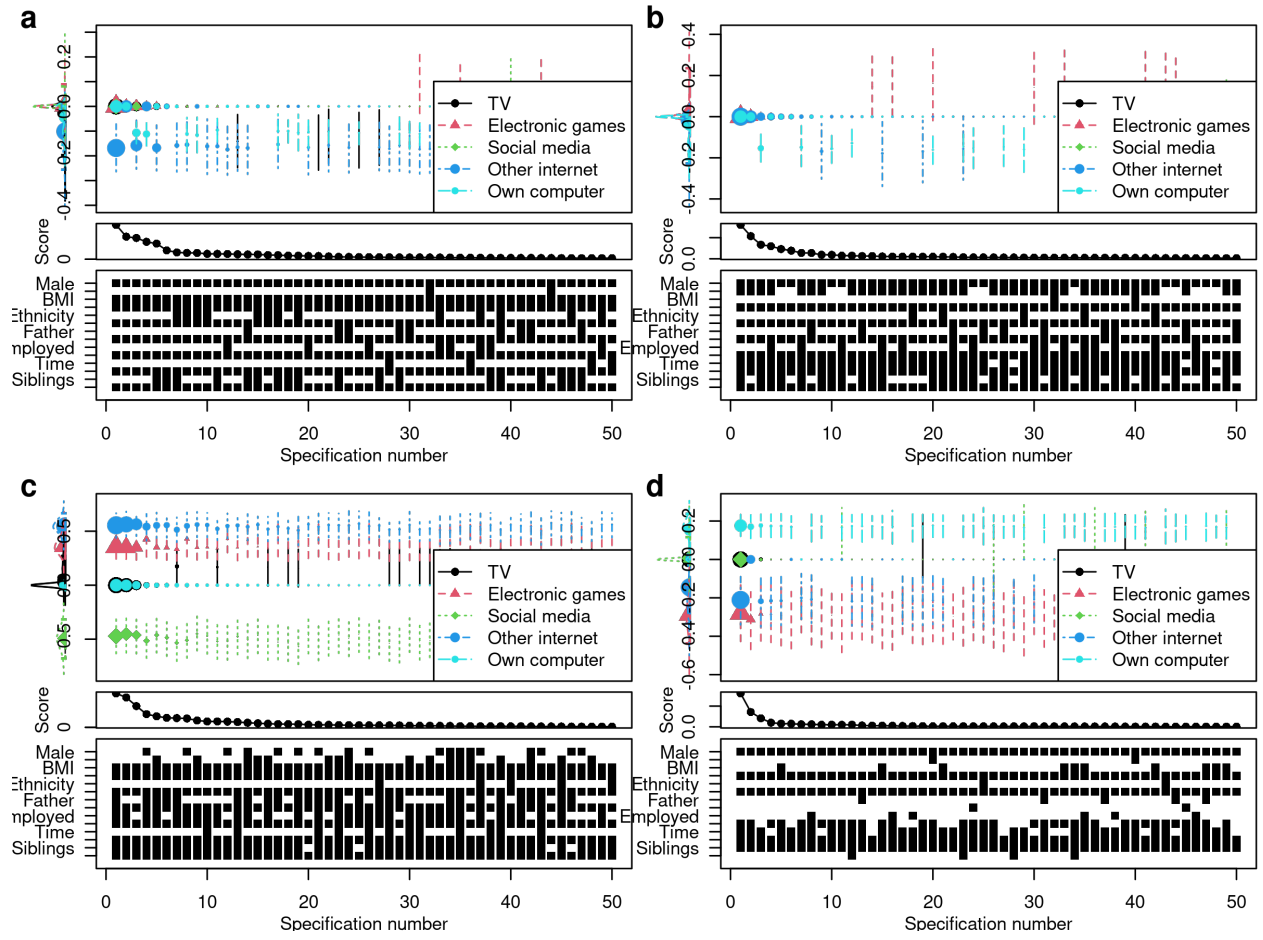 a
0.2
0.0
-0.2
-0.4
TV
Electronic games
Social media
Other internet
Own computer
Score
0
Male
BMI
Ethnicity
Father
mployed
Time
Siblings
0 10 20 30 40 50
Specification number
b
0.4
0.2
0.0
-0.2
-0.4
TV
Electronic games
Social media
Other internet
Own computer
Score
0.0
Male
BMI
Ethnicity
Father
Employed
Time
Siblings
0 10 20 30 40 50
Specification number
c
0.5
0.0
0.5
TV
Electronic games
Social media
Other internet
Own computer
Score
0
Male
BMI
Ethnicity
Father
mployed
Time
Siblings
0 10 20 30 40 50
Specification number
d
0.2
0.0
-0.2
-0.4
-0.6
TV
Electronic games
Social media
Other internet
Own computer
Score
0.0
Male
BMI
Ethnicity
Father
Employed
Time
Siblings
0 10 20 30 40 50
Specification number